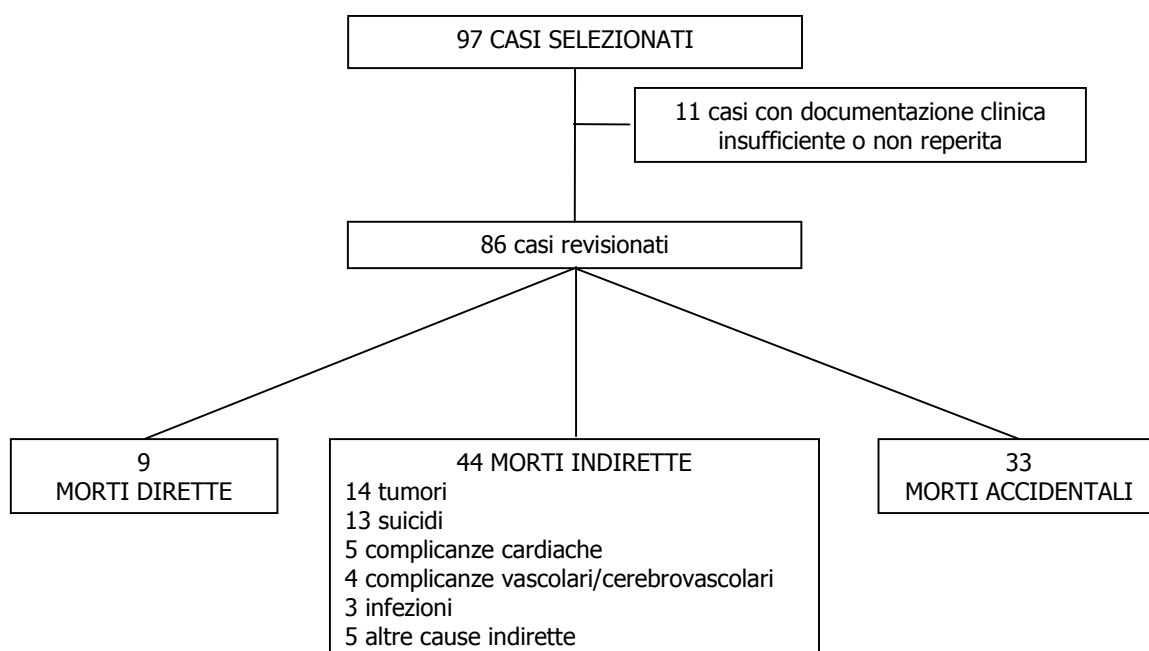 97 CASI SELEZIONATI
11 casi con documentazione clinica
insufficiente o non reperita
86 casi revisionati
9
MORTI DIRETTE
44 MORTI INDIRETTE
14 tumori
13 suicidi
5 complicanze cardiache
4 complicanze vascolari/cerebrovascolari
3 infezioni
5 altre cause indirette
33
MORTI ACCIDENTALI